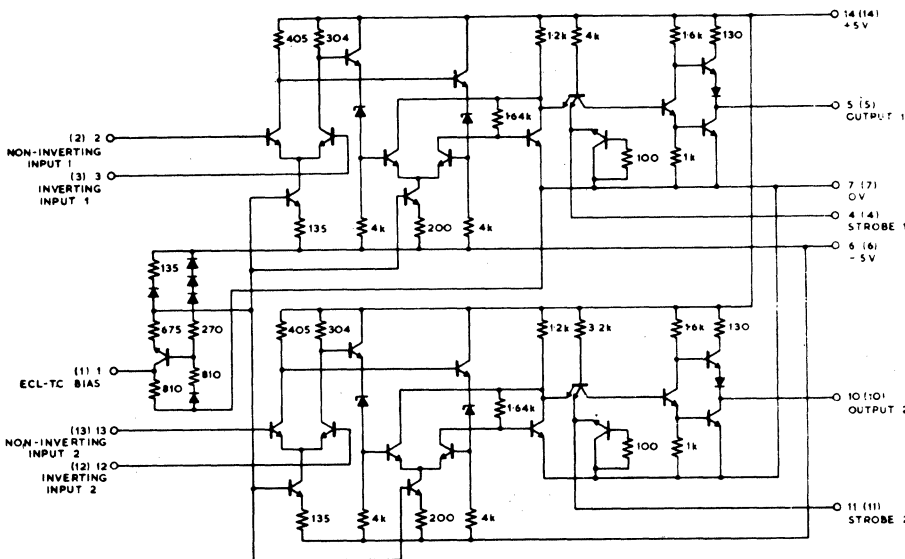 405
304
1·2k
4k
1·6k
130
14 (14)
+5V
1·64k
5 (5)
OUTPUT 1
(2) 2
NON-INVERTING
INPUT 1
(3) 3
INVERTING
INPUT 1
100
1k
7 (7)
0V
4 (4)
STROBE 1
135
4k
200
4k
6 (6)
-5V
135
675
270
(1) 1
ECL-TC BIAS
810
810
405
304
1·2k
3·2k
1·6k
130
1·64k
10 (10)
OUTPUT 2
(13) 13
NON-INVERTING
INPUT 2
(12) 12
INVERTING
INPUT 2
100
1k
135
4k
200
4k
11 (11)
STROBE 2